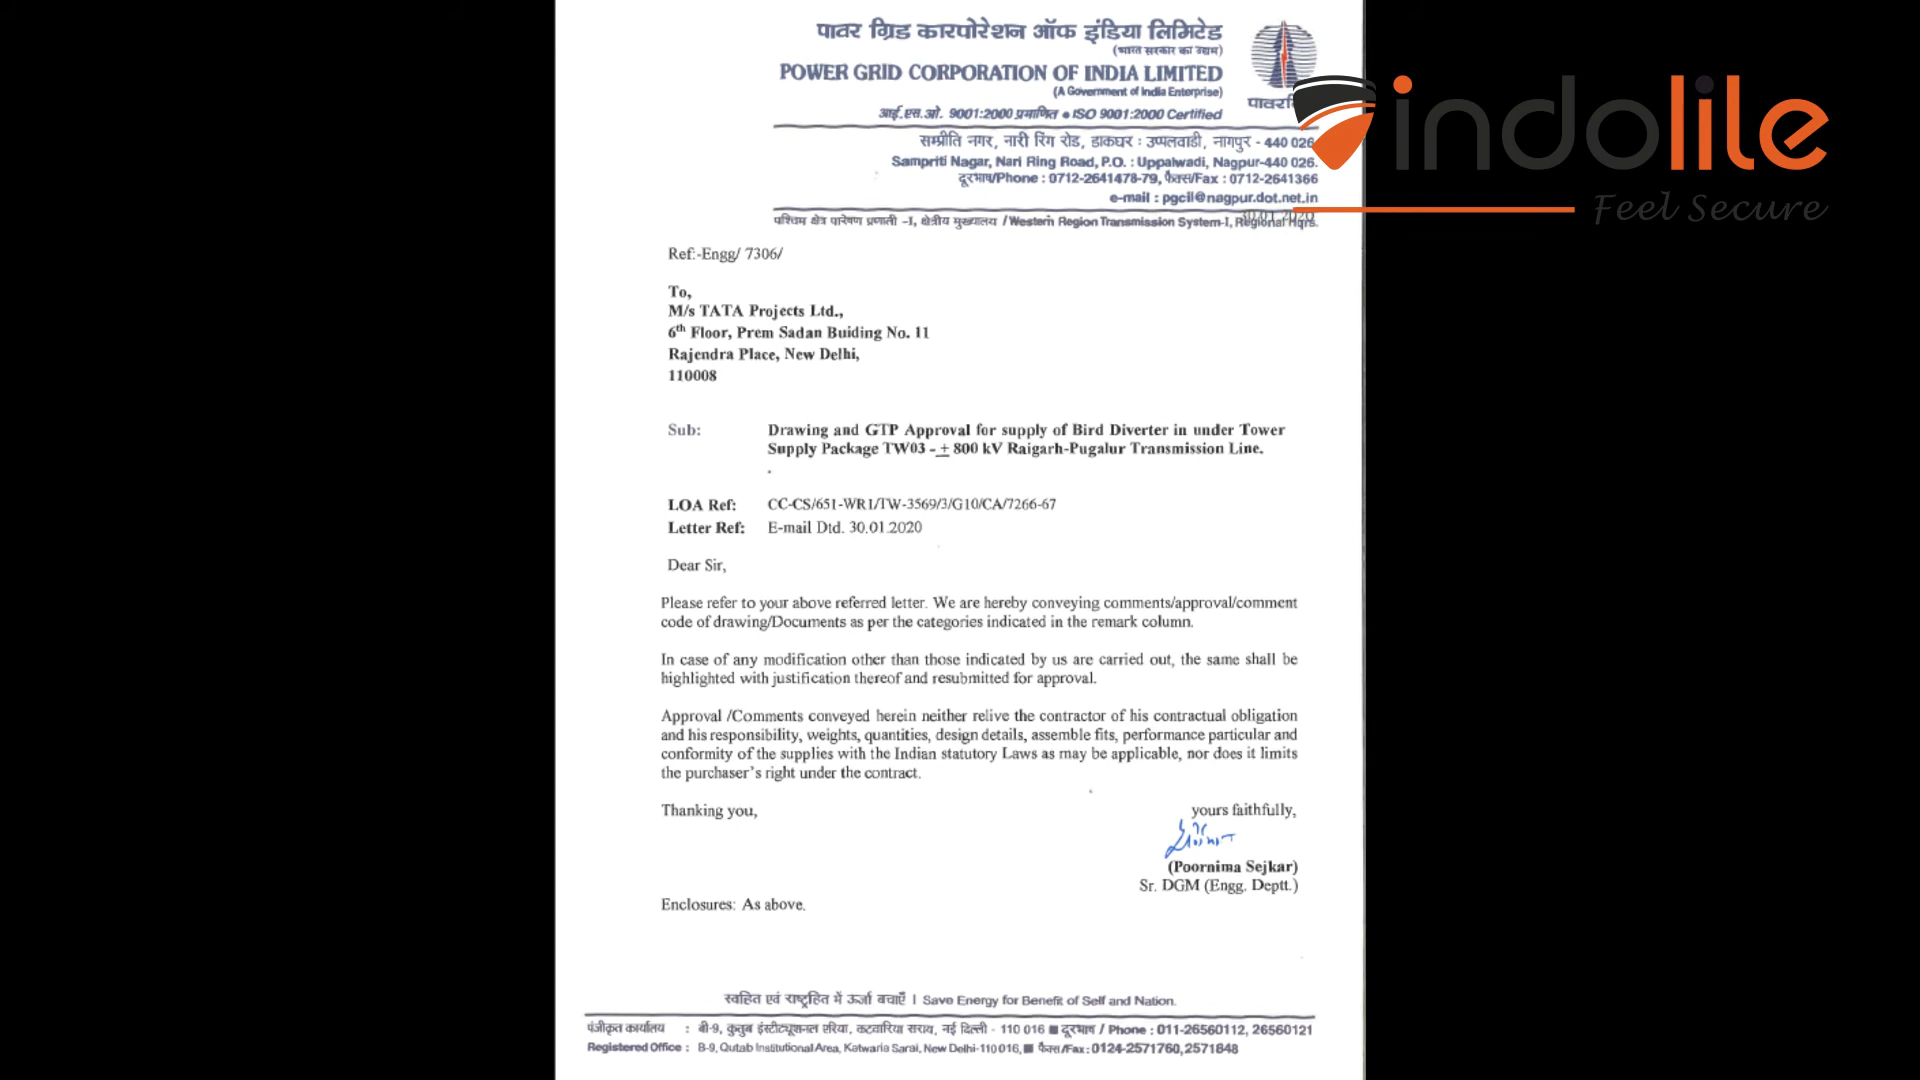 पावर ग्रिड कारपोरेशन ऑफ इंडिया लिमिटेड
(भारत सरकार का उद्यम)
POWER GRID CORPORATION OF INDIA LIMITED
(A Government of India Enterprise)
आई.एस.ओ. 9001:2000 प्रमाणित ● ISO 9001:2000 Certified
indolile
Feel Secure
सम्प्रीति नगर, नारी रिंग रोड, डाकघर : उप्पलवाडी, नागपुर - 440 026.
Sampriti Nagar, Nari Ring Road, P.O. : Uppalwadi, Nagpur-440 026.
दूरभाष/Phone : 0712-2641478-79, फैक्स/Fax : 0712-2641366
e-mail : pgcil@nagpur.dot.net.in
30.01.2020
पश्चिम क्षेत्र पारेषण प्रणाली -I, क्षेत्रीय मुख्यालय / Western Region Transmission System-I, Regional Hqrs.
Ref:-Engg/ 7306/
To,
M/s TATA Projects Ltd.,
6th Floor, Prem Sadan Buiding No. 11
Rajendra Place, New Delhi,
110008
Sub: Drawing and GTP Approval for supply of Bird Diverter in under Tower
Supply Package TW03 - ± 800 kV Raigarh-Pugalur Transmission Line.
LOA Ref: CC-CS/651-WR1/TW-3569/3/G10/CA/7266-67
Letter Ref: E-mail Dtd. 30.01.2020
Dear Sir,
Please refer to your above referred letter. We are hereby conveying comments/approval/comment
code of drawing/Documents as per the categories indicated in the remark column.
In case of any modification other than those indicated by us are carried out, the same shall be
highlighted with justification thereof and resubmitted for approval.
Approval /Comments conveyed herein neither relive the contractor of his contractual obligation
and his responsibility, weights, quantities, design details, assemble fits, performance particular and
conformity of the supplies with the Indian statutory Laws as may be applicable, nor does it limits
the purchaser's right under the contract.
Thanking you, yours faithfully,
(Poornima Sejkar)
Sr. DGM (Engg. Deptt.)
Enclosures: As above.
स्वहित एवं राष्ट्रहित में ऊर्जा बचाएँ । Save Energy for Benefit of Self and Nation.
पंजीकृत कार्यालय : बी-9, कुतुब इंस्टीट्यूशनल एरिया, कटवारिया सराय, नई दिल्ली - 110 016 ■ दूरभाष / Phone : 011-26560112, 26560121
Registered Office : B-9, Qutab Institutional Area, Katwaria Sarai, New Delhi-110 016, ■ फैक्स/Fax : 0124-2571760,2571848